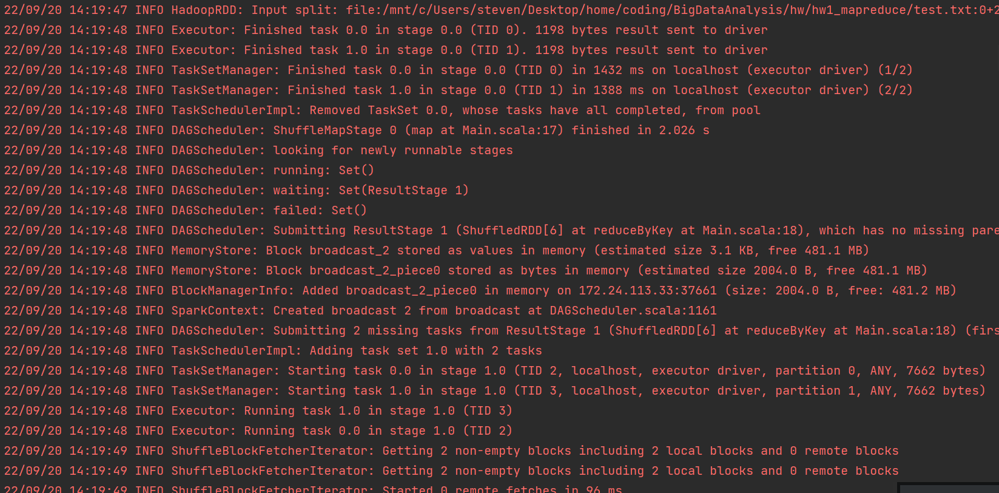 22/09/20 14:19:47 INFO HadoopRDD: Input split: file:/mnt/c/Users/steven/Desktop/home/coding/BigDataAnalysis/hw/hw1_mapreduce/test.txt:0+2
22/09/20 14:19:48 INFO Executor: Finished task 0.0 in stage 0.0 (TID 0). 1198 bytes result sent to driver
22/09/20 14:19:48 INFO Executor: Finished task 1.0 in stage 0.0 (TID 1). 1198 bytes result sent to driver
22/09/20 14:19:48 INFO TaskSetManager: Finished task 0.0 in stage 0.0 (TID 0) in 1432 ms on localhost (executor driver) (1/2)
22/09/20 14:19:48 INFO TaskSetManager: Finished task 1.0 in stage 0.0 (TID 1) in 1388 ms on localhost (executor driver) (2/2)
22/09/20 14:19:48 INFO TaskSchedulerImpl: Removed TaskSet 0.0, whose tasks have all completed, from pool
22/09/20 14:19:48 INFO DAGScheduler: ShuffleMapStage 0 (map at Main.scala:17) finished in 2.026 s
22/09/20 14:19:48 INFO DAGScheduler: looking for newly runnable stages
22/09/20 14:19:48 INFO DAGScheduler: running: Set()
22/09/20 14:19:48 INFO DAGScheduler: waiting: Set(ResultStage 1)
22/09/20 14:19:48 INFO DAGScheduler: failed: Set()
22/09/20 14:19:48 INFO DAGScheduler: Submitting ResultStage 1 (ShuffledRDD[6] at reduceByKey at Main.scala:18), which has no missing pare
22/09/20 14:19:48 INFO MemoryStore: Block broadcast_2 stored as values in memory (estimated size 3.1 KB, free 481.1 MB)
22/09/20 14:19:48 INFO MemoryStore: Block broadcast_2_piece0 stored as bytes in memory (estimated size 2004.0 B, free 481.1 MB)
22/09/20 14:19:48 INFO BlockManagerInfo: Added broadcast_2_piece0 in memory on 172.24.113.33:37661 (size: 2004.0 B, free: 481.2 MB)
22/09/20 14:19:48 INFO SparkContext: Created broadcast 2 from broadcast at DAGScheduler.scala:1161
22/09/20 14:19:48 INFO DAGScheduler: Submitting 2 missing tasks from ResultStage 1 (ShuffledRDD[6] at reduceByKey at Main.scala:18) (firs
22/09/20 14:19:48 INFO TaskSchedulerImpl: Adding task set 1.0 with 2 tasks
22/09/20 14:19:48 INFO TaskSetManager: Starting task 0.0 in stage 1.0 (TID 2, localhost, executor driver, partition 0, ANY, 7662 bytes)
22/09/20 14:19:48 INFO TaskSetManager: Starting task 1.0 in stage 1.0 (TID 3, localhost, executor driver, partition 1, ANY, 7662 bytes)
22/09/20 14:19:48 INFO Executor: Running task 1.0 in stage 1.0 (TID 3)
22/09/20 14:19:48 INFO Executor: Running task 0.0 in stage 1.0 (TID 2)
22/09/20 14:19:49 INFO ShuffleBlockFetcherIterator: Getting 2 non-empty blocks including 2 local blocks and 0 remote blocks
22/09/20 14:19:49 INFO ShuffleBlockFetcherIterator: Getting 2 non-empty blocks including 2 local blocks and 0 remote blocks
22/09/20 14:19:49 INFO ShuffleBlockFetcherIterator: Started 0 remote fetches in 96 ms